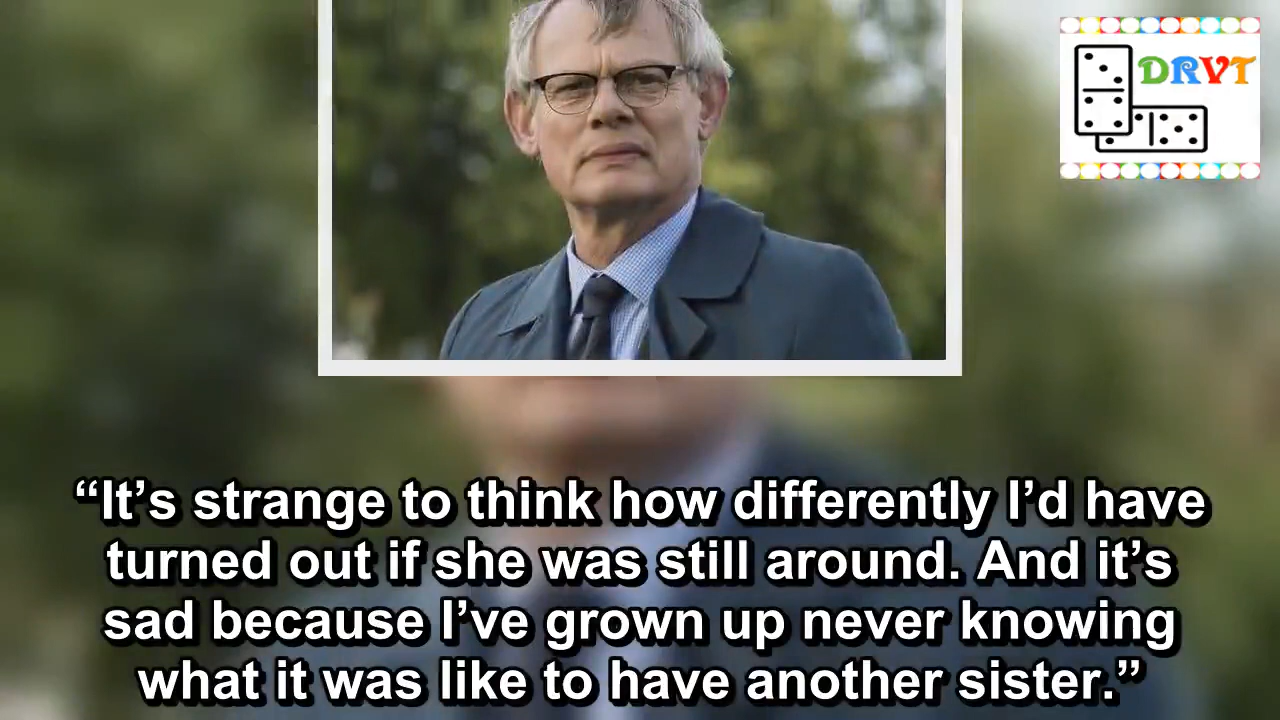 DRVT
“It’s strange to think how differently I’d have
turned out if she was still around. And it’s
sad because I’ve grown up never knowing
what it was like to have another sister.”